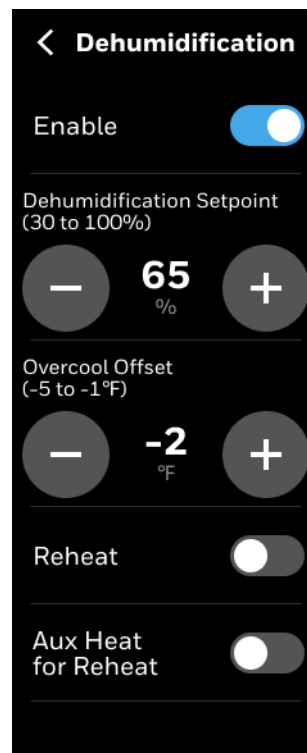 Dehumidification
Enable
Dehumidification Setpoint
(30 to 100%)
65
%
Overcool Offset
(-5 to -1°F)
-2
°F
Reheat
Aux Heat
for Reheat